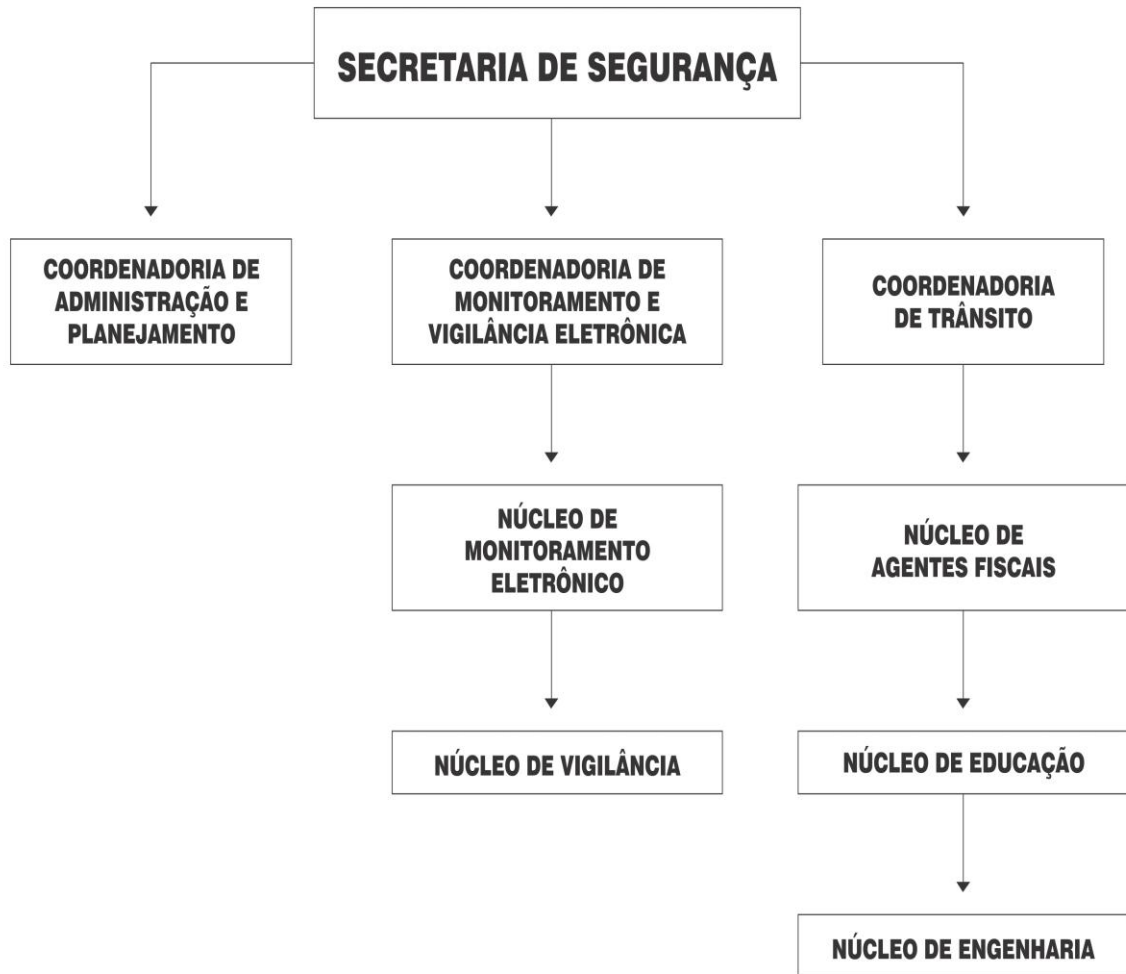 SECRETARIA DE SEGURANÇA
COORDENADORIA DE
ADMINISTRAÇÃO E
PLANEJAMENTO
COORDENADORIA DE
MONITORAMENTO E
VIGILÂNCIA ELETRÔNICA
COORDENADORIA
DE TRÂNSITO
NÚCLEO DE
MONITORAMENTO
ELETRÔNICO
NÚCLEO DE
AGENTES FISCAIS
NÚCLEO DE VIGILÂNCIA
NÚCLEO DE EDUCAÇÃO
NÚCLEO DE ENGENHARIA